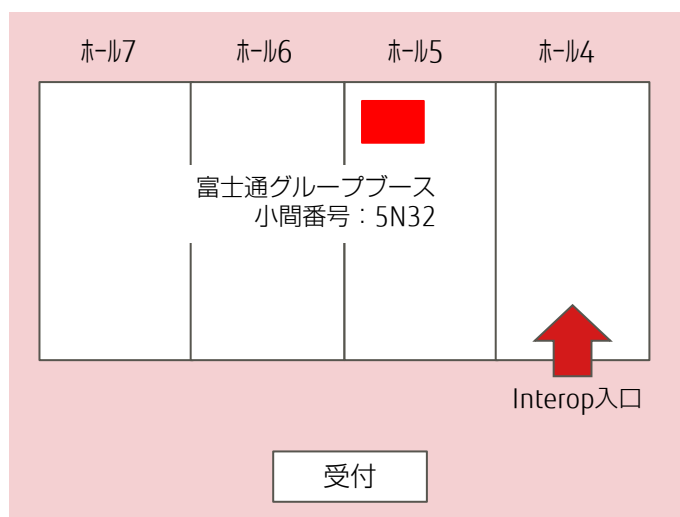 ﾎｰﾙ7
ﾎｰﾙ6
ﾎｰﾙ5
ﾎｰﾙ4
富士通グループブース
小間番号：5N32
Interop入口
受付